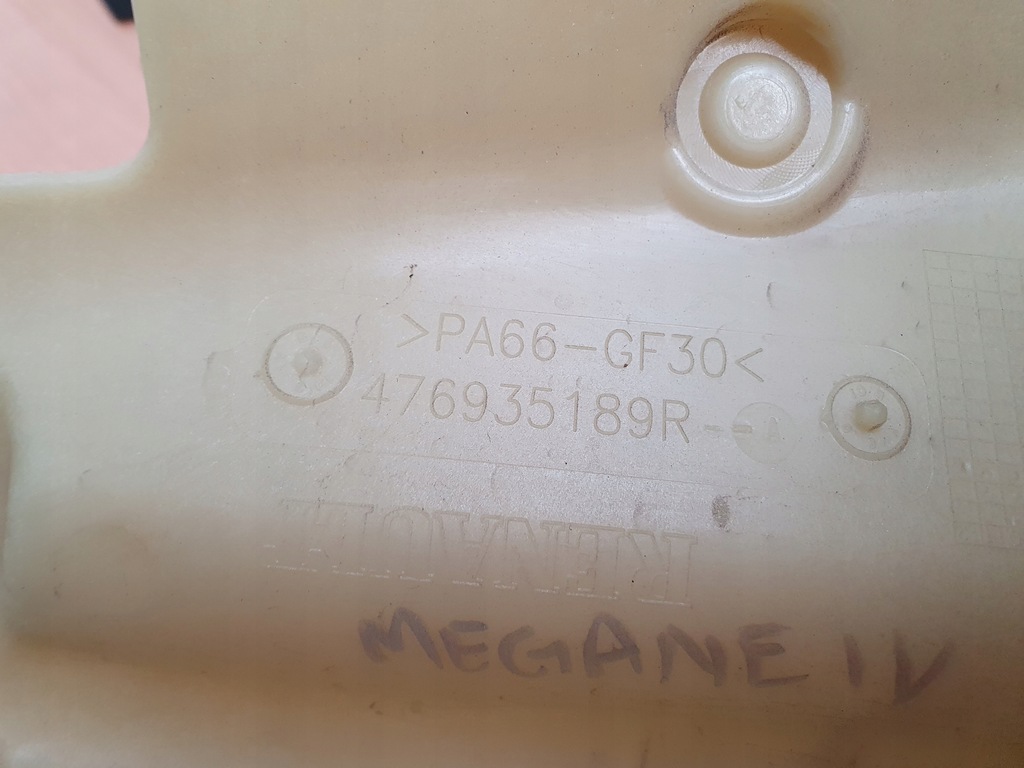 >PA66-GF30<
476935189R--
RENAULT
MEGANE IV